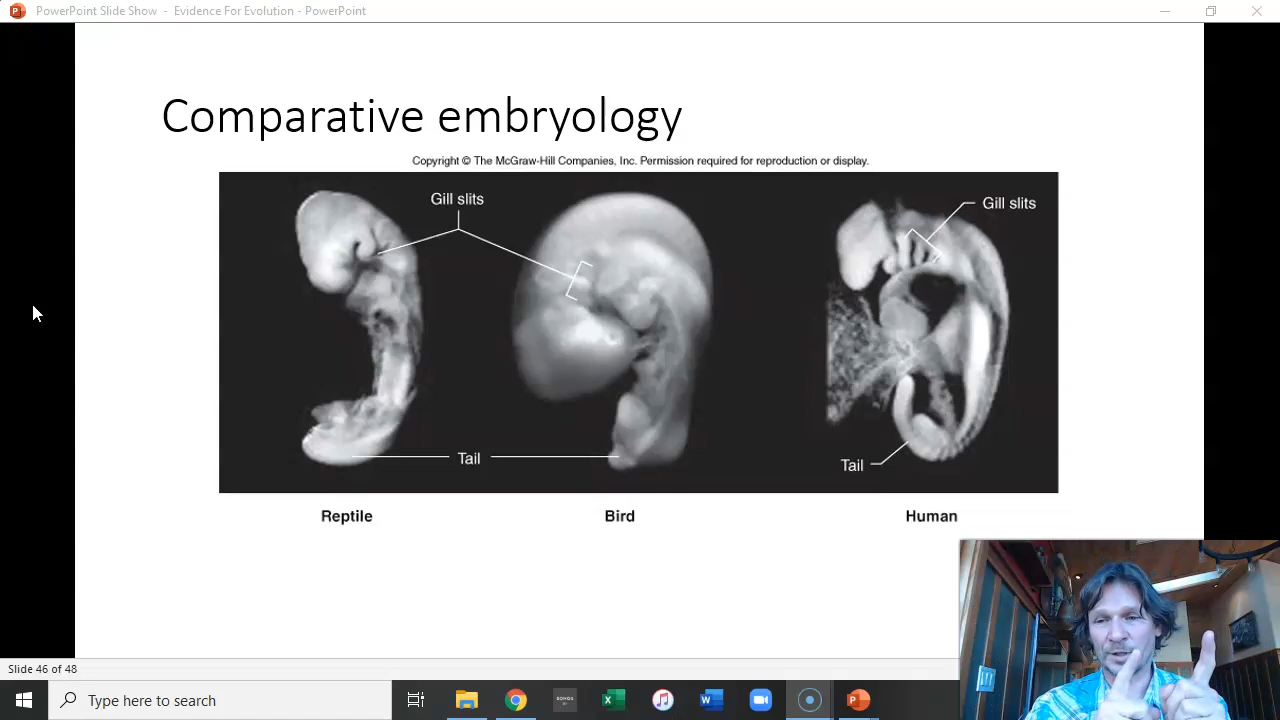 PowerPoint Slide Show - Evidence For Evolution - PowerPoint
Comparative embryology
Copyright © The McGraw-Hill Companies, Inc. Permission required for reproduction or display.
Gill slits
Gill slits
Tail
Tail
Reptile
Bird
Human
Slide 46 of 48
Type here to search